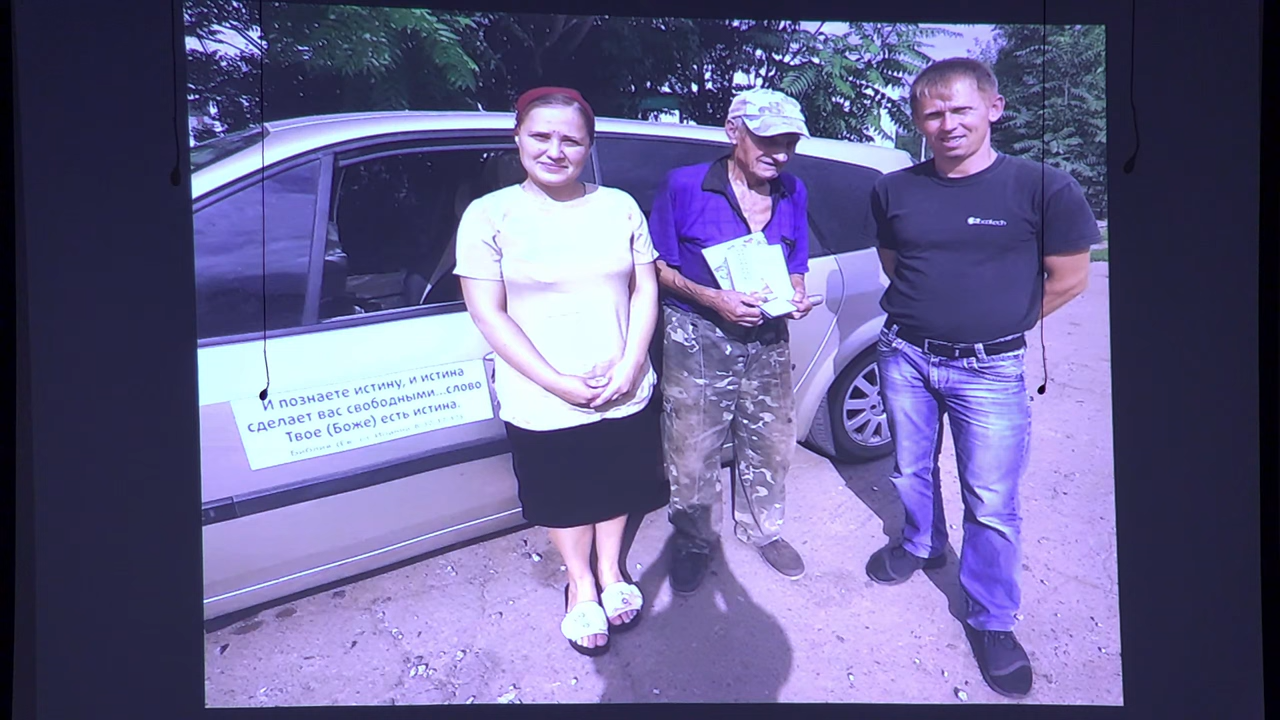 И познаете истину, и истина
сделает вас свободными...слово
Твое (Боже) есть истина.